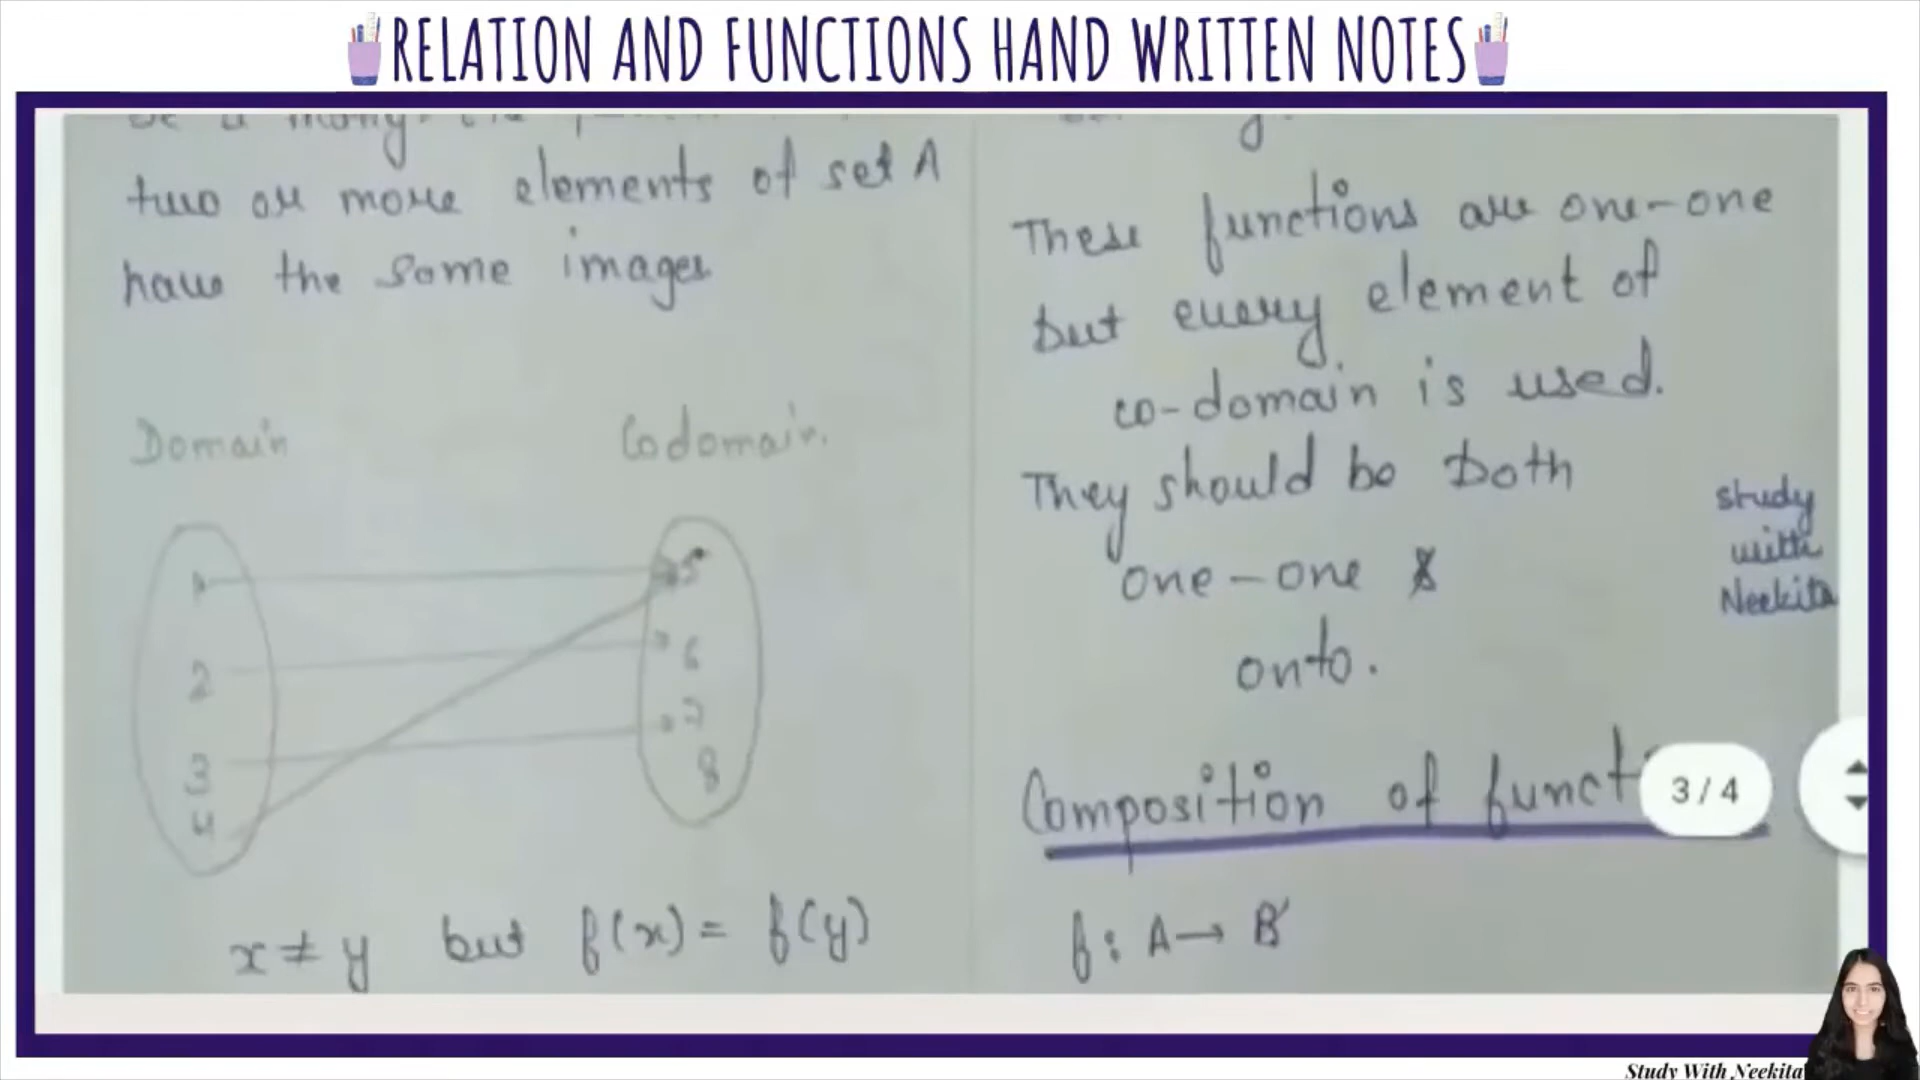 RELATION AND FUNCTIONS HAND WRITTEN NOTES
two or more elements of set A
have the same images
Domain Codomain.
1 5
2 6
3 7
4 8
x ≠ y but f(x) = f(y)
These functions are one-one
but every element of
co-domain is used.
They should be both
one-one &
onto.
study
with
Neekita
Composition of funct
3 / 4
f: A → B
Study With Neekita